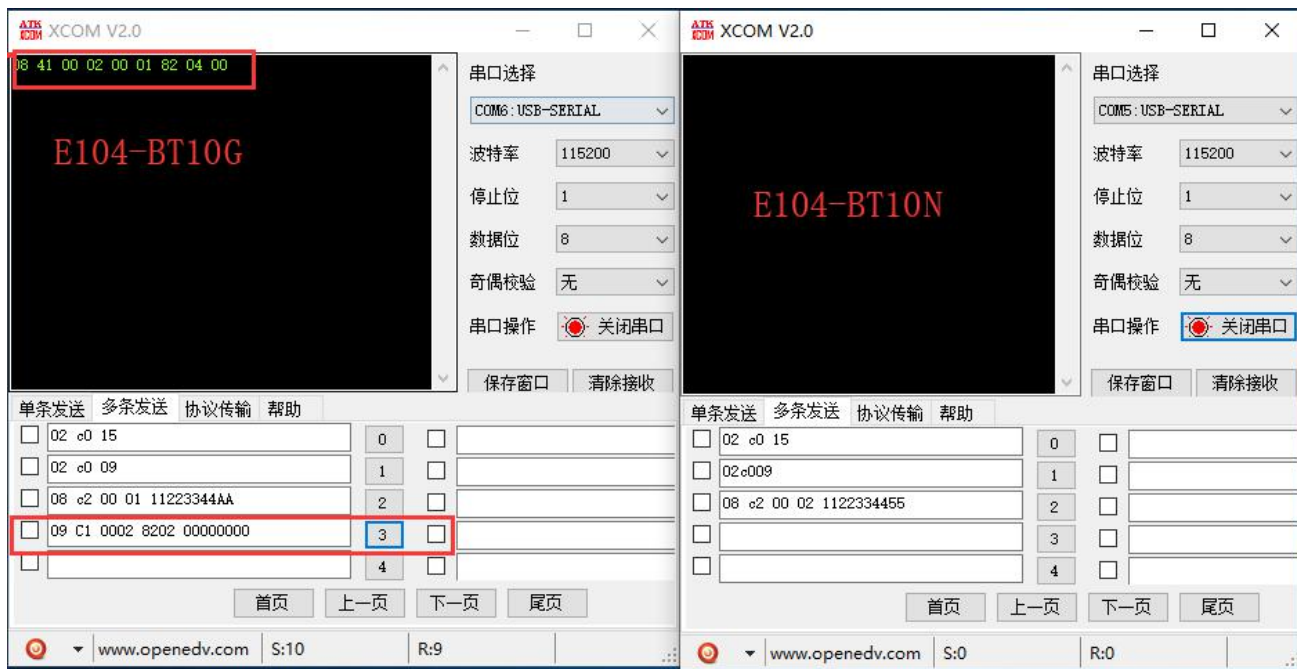 ATK XCOM XCOM V2.0
08 41 00 02 00 01 82 04 00
E104-BT10G
串口选择
COM6:USB-SERIAL
波特率 115200
停止位 1
数据位 8
奇偶校验 无
串口操作 关闭串口
保存窗口 清除接收
单条发送 多条发送 协议传输 帮助
02 c0 15 0
02 c0 09 1
08 c2 00 01 11223344AA 2
09 C1 0002 8202 00000000 3
4
首页 上一页 下一页 尾页
www.openedv.com S:10 R:9
ATK XCOM XCOM V2.0
E104-BT10N
串口选择
COM5:USB-SERIAL
波特率 115200
停止位 1
数据位 8
奇偶校验 无
串口操作 关闭串口
保存窗口 清除接收
单条发送 多条发送 协议传输 帮助
02 c0 15 0
02c009 1
08 c2 00 02 1122334455 2
3
4
首页 上一页 下一页 尾页
www.openedv.com S:0 R:0